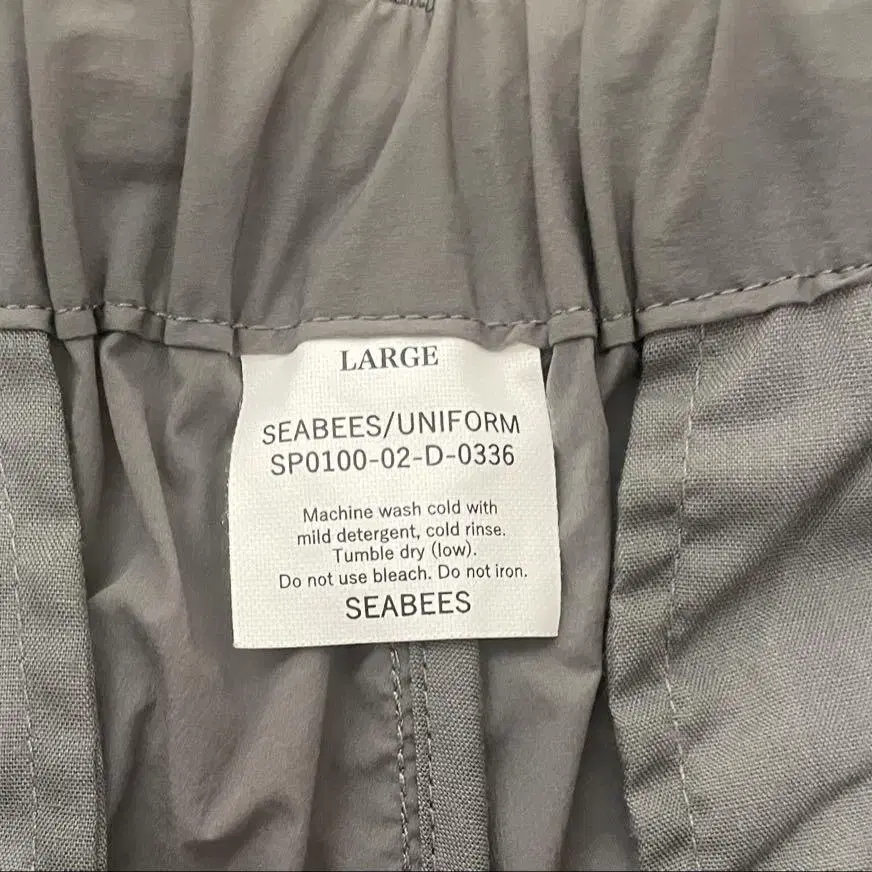 LARGE
SEABEES/UNIFORM
SP0100-02-D-0336
Machine wash cold with
mild detergent, cold rinse.
Tumble dry (low).
Do not use bleach. Do not iron.
SEABEES